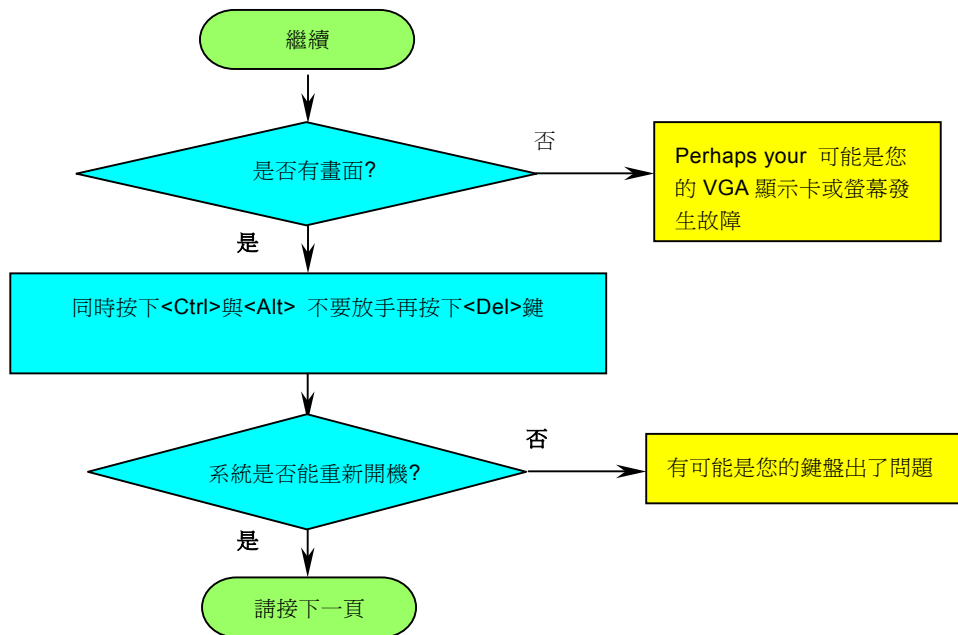 繼續
是否有畫面?
否
Perhaps your 可能是您
的 VGA 顯示卡或螢幕發
生故障
是
同時按下<Ctrl>與<Alt> 不要放手再按下<Del>鍵
系統是否能重新開機?
否
有可能是您的鍵盤出了問題
是
請接下一頁